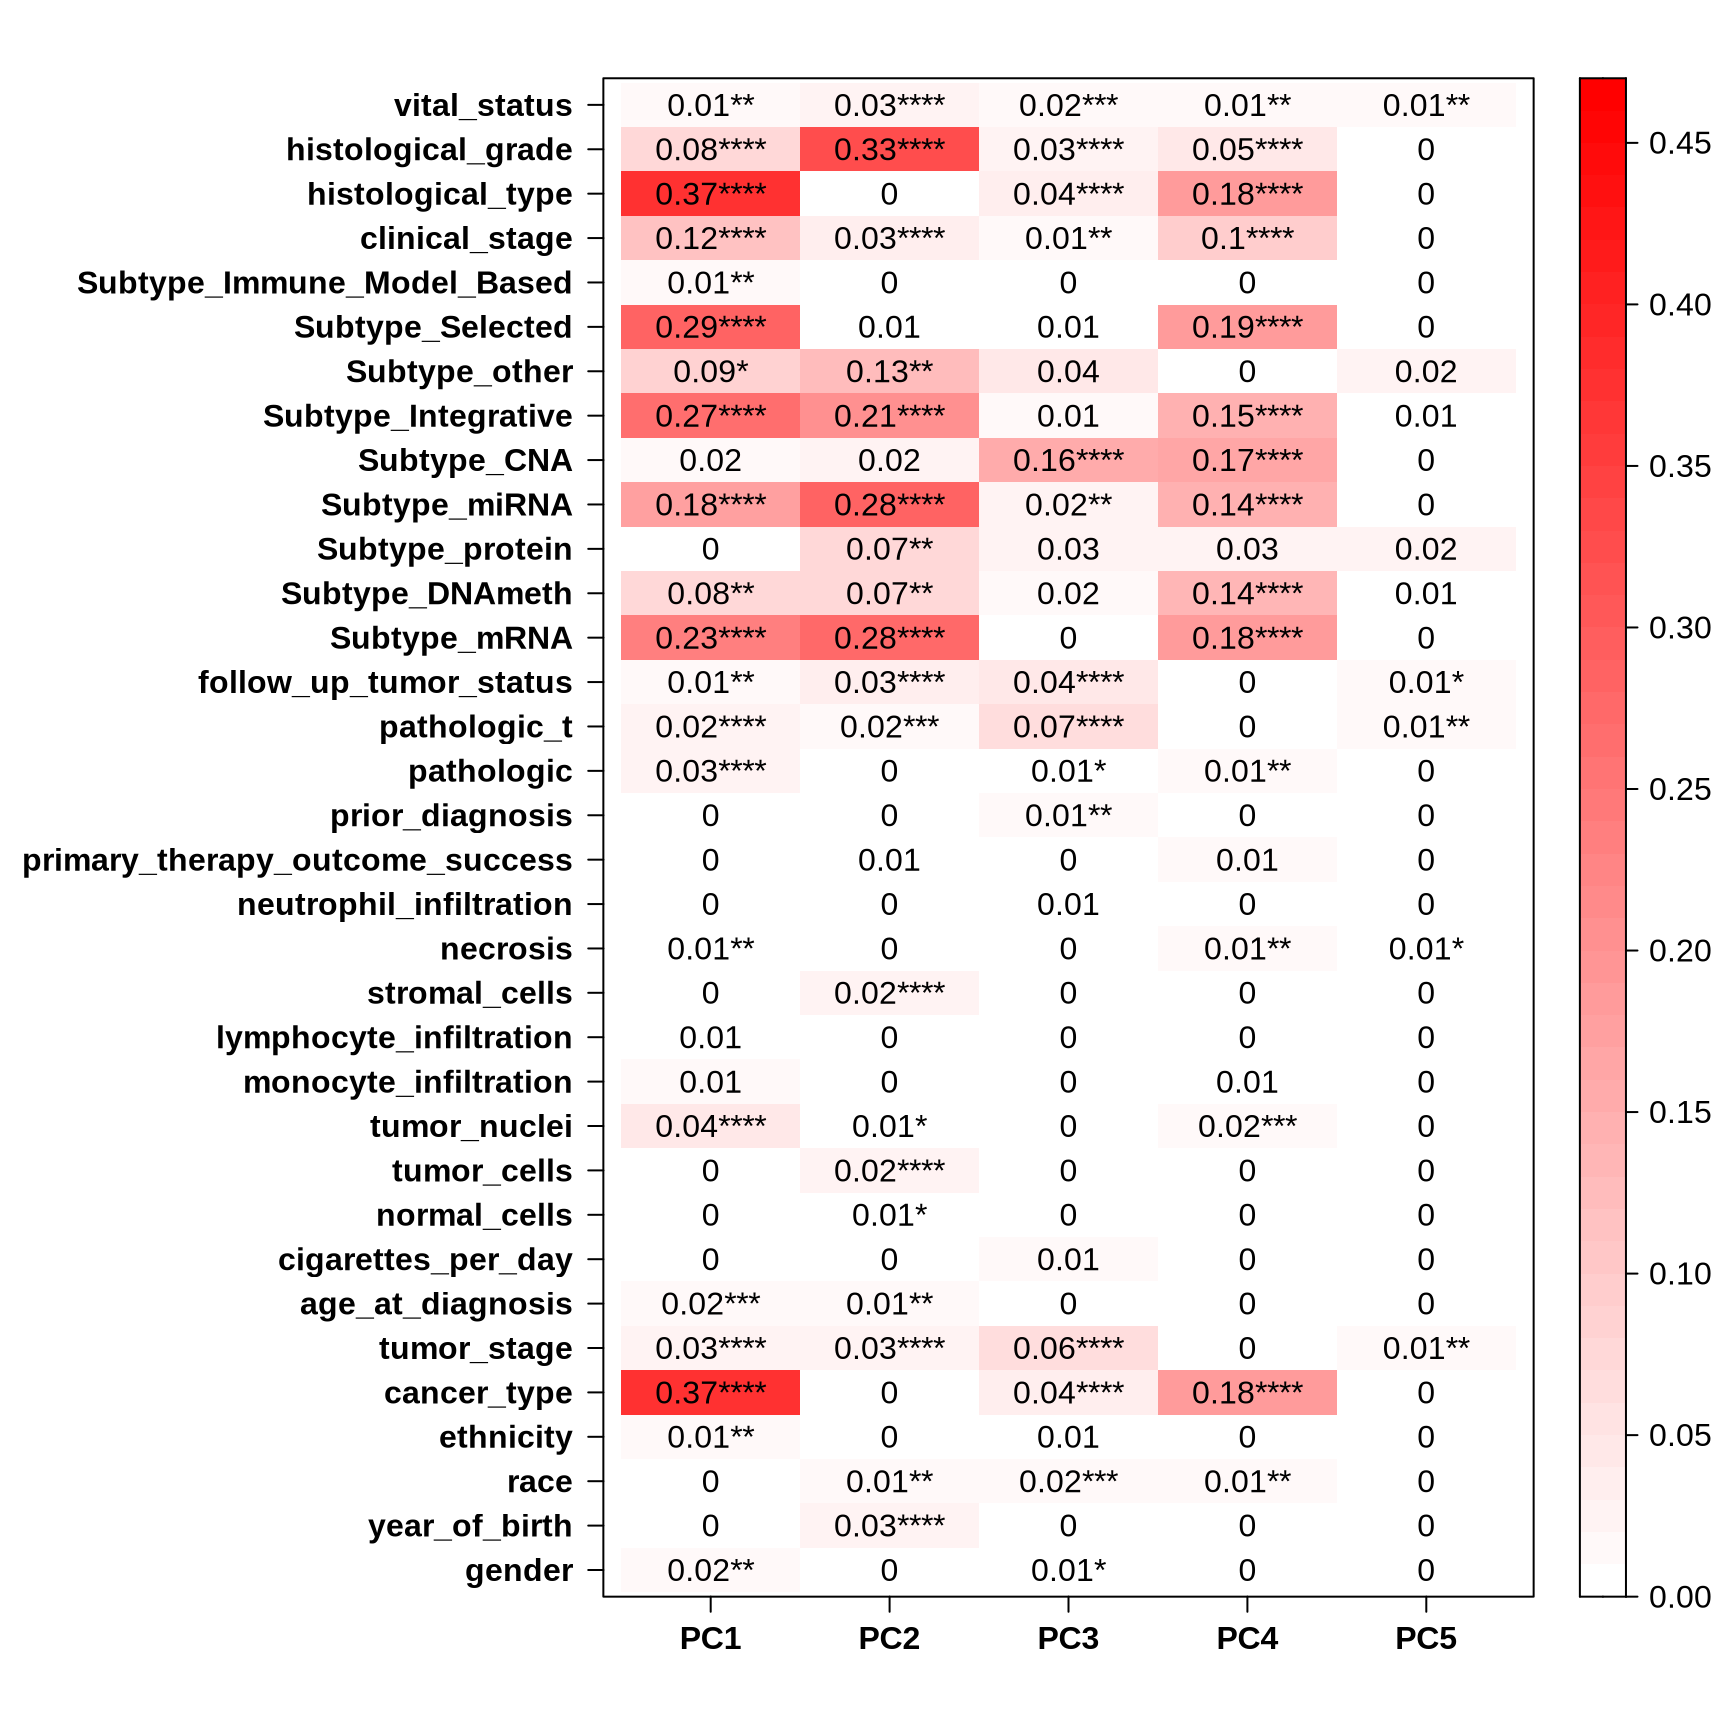 vital_status 0.01** 0.03**** 0.02*** 0.01** 0.01**
histological_grade 0.08**** 0.33**** 0.03**** 0.05**** 0
histological_type 0.37**** 0 0.04**** 0.18**** 0
clinical_stage 0.12**** 0.03**** 0.01** 0.1**** 0
Subtype_Immune_Model_Based 0.01** 0 0 0 0
Subtype_Selected 0.29**** 0.01 0.01 0.19**** 0
Subtype_other 0.09* 0.13** 0.04 0 0.02
Subtype_Integrative 0.27**** 0.21**** 0.01 0.15**** 0.01
Subtype_CNA 0.02 0.02 0.16**** 0.17**** 0
Subtype_miRNA 0.18**** 0.28**** 0.02** 0.14**** 0
Subtype_protein 0 0.07** 0.03 0.03 0.02
Subtype_DNAmeth 0.08** 0.07** 0.02 0.14**** 0.01
Subtype_mRNA 0.23**** 0.28**** 0 0.18**** 0
follow_up_tumor_status 0.01** 0.03**** 0.04**** 0 0.01*
pathologic_t 0.02**** 0.02*** 0.07**** 0 0.01**
pathologic 0.03**** 0 0.01* 0.01** 0
prior_diagnosis 0 0 0.01** 0 0
primary_therapy_outcome_success 0 0.01 0 0.01 0
neutrophil_infiltration 0 0 0.01 0 0
necrosis 0.01** 0 0 0.01** 0.01*
stromal_cells 0 0.02**** 0 0 0
lymphocyte_infiltration 0.01 0 0 0 0
monocyte_infiltration 0.01 0 0 0.01 0
tumor_nuclei 0.04**** 0.01* 0 0.02*** 0
tumor_cells 0 0.02**** 0 0 0
normal_cells 0 0.01* 0 0 0
cigarettes_per_day 0 0 0.01 0 0
age_at_diagnosis 0.02*** 0.01** 0 0 0
tumor_stage 0.03**** 0.03**** 0.06**** 0 0.01**
cancer_type 0.37**** 0 0.04**** 0.18**** 0
ethnicity 0.01** 0 0.01 0 0
race 0 0.01** 0.02*** 0.01** 0
year_of_birth 0 0.03**** 0 0 0
gender 0.02** 0 0.01* 0 0
PC1 PC2 PC3 PC4 PC5
0.45
0.40
0.35
0.30
0.25
0.20
0.15
0.10
0.05
0.00